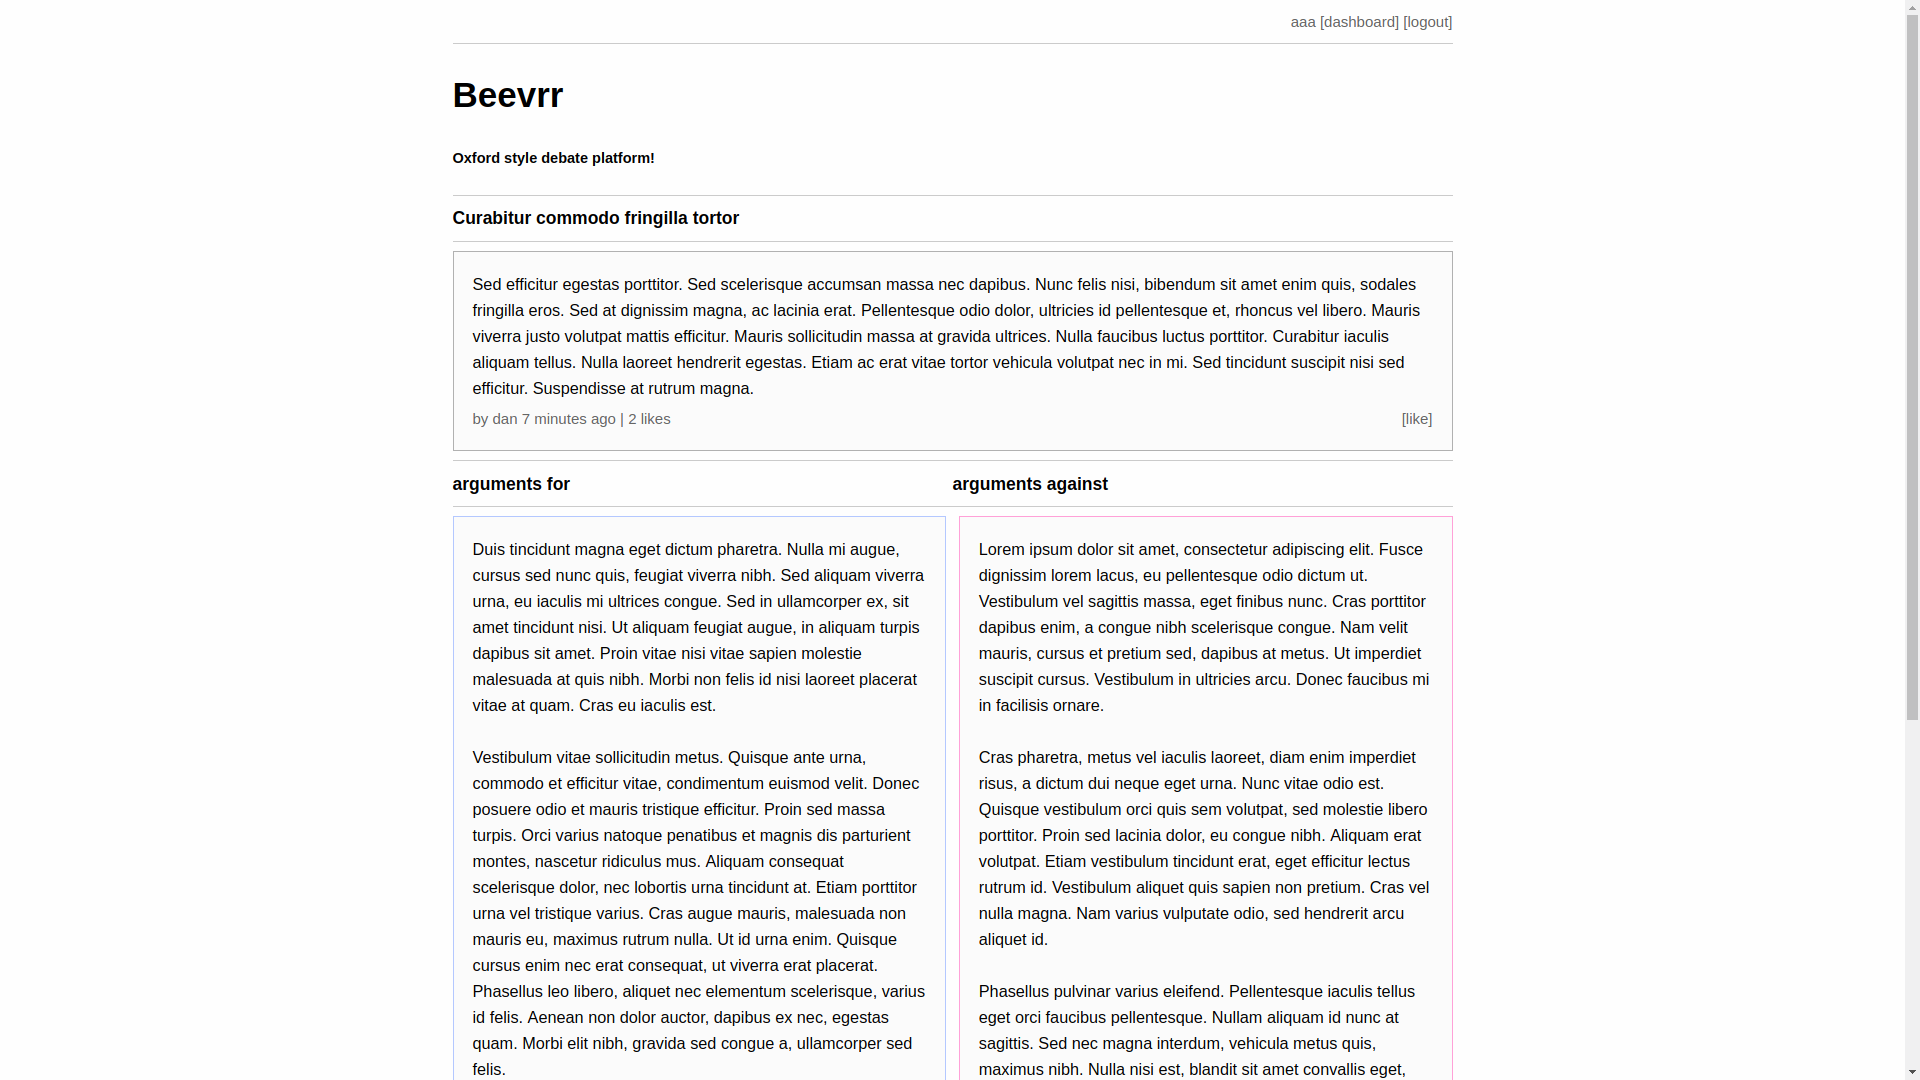 aaa [dashboard] [logout]
Beevrr
Oxford style debate platform!
Curabitur commodo fringilla tortor
Sed efficitur egestas porttitor. Sed scelerisque accumsan massa nec dapibus. Nunc felis nisi, bibendum sit amet enim quis, sodales
fringilla eros. Sed at dignissim magna, ac lacinia erat. Pellentesque odio dolor, ultricies id pellentesque et, rhoncus vel libero. Mauris
viverra justo volutpat mattis efficitur. Mauris sollicitudin massa at gravida ultrices. Nulla faucibus luctus porttitor. Curabitur iaculis
aliquam tellus. Nulla laoreet hendrerit egestas. Etiam ac erat vitae tortor vehicula volutpat nec in mi. Sed tincidunt suscipit nisi sed
efficitur. Suspendisse at rutrum magna.
by dan 7 minutes ago | 2 likes [like]
arguments for
Duis tincidunt magna eget dictum pharetra. Nulla mi augue,
cursus sed nunc quis, feugiat viverra nibh. Sed aliquam viverra
urna, eu iaculis mi ultrices congue. Sed in ullamcorper ex, sit
amet tincidunt nisi. Ut aliquam feugiat augue, in aliquam turpis
dapibus sit amet. Proin vitae nisi vitae sapien molestie
malesuada at quis nibh. Morbi non felis id nisi laoreet placerat
vitae at quam. Cras eu iaculis est.
Vestibulum vitae sollicitudin metus. Quisque ante urna,
commodo et efficitur vitae, condimentum euismod velit. Donec
posuere odio et mauris tristique efficitur. Proin sed massa
turpis. Orci varius natoque penatibus et magnis dis parturient
montes, nascetur ridiculus mus. Aliquam consequat
scelerisque dolor, nec lobortis urna tincidunt at. Etiam porttitor
urna vel tristique varius. Cras augue mauris, malesuada non
mauris eu, maximus rutrum nulla. Ut id urna enim. Quisque
cursus enim nec erat consequat, ut viverra erat placerat.
Phasellus leo libero, aliquet nec elementum scelerisque, varius
id felis. Aenean non dolor auctor, dapibus ex nec, egestas
quam. Morbi elit nibh, gravida sed congue a, ullamcorper sed
felis.
arguments against
Lorem ipsum dolor sit amet, consectetur adipiscing elit. Fusce
dignissim lorem lacus, eu pellentesque odio dictum ut.
Vestibulum vel sagittis massa, eget finibus nunc. Cras porttitor
dapibus enim, a congue nibh scelerisque congue. Nam velit
mauris, cursus et pretium sed, dapibus at metus. Ut imperdiet
suscipit cursus. Vestibulum in ultricies arcu. Donec faucibus mi
in facilisis ornare.
Cras pharetra, metus vel iaculis laoreet, diam enim imperdiet
risus, a dictum dui neque eget urna. Nunc vitae odio est.
Quisque vestibulum orci quis sem volutpat, sed molestie libero
porttitor. Proin sed lacinia dolor, eu congue nibh. Aliquam erat
volutpat. Etiam vestibulum tincidunt erat, eget efficitur lectus
rutrum id. Vestibulum aliquet quis sapien non pretium. Cras vel
nulla magna. Nam varius vulputate odio, sed hendrerit arcu
aliquet id.
Phasellus pulvinar varius eleifend. Pellentesque iaculis tellus
eget orci faucibus pellentesque. Nullam aliquam id nunc at
sagittis. Sed nec magna interdum, vehicula metus quis,
maximus nibh. Nulla nisi est, blandit sit amet convallis eget,